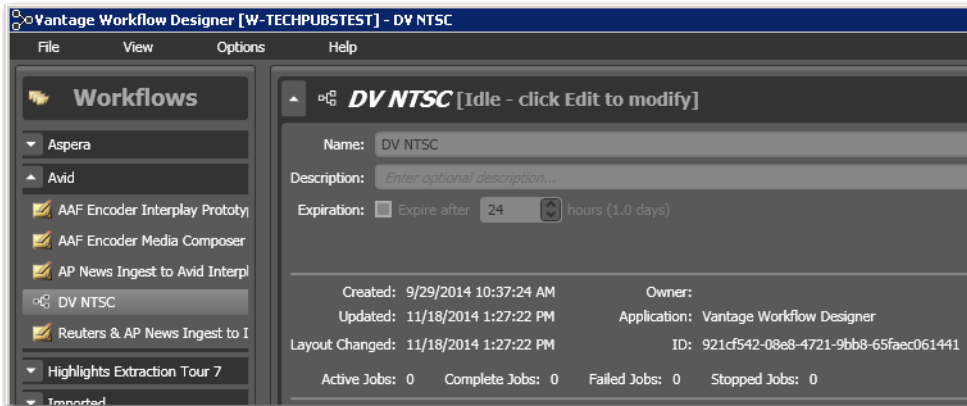 Vantage Workflow Designer [W-TECHPUBSTEST] - DV NTSC
File View Options Help
Workflows
Aspera
Avid
AAF Encoder Interplay
AAF Encoder Media Composer
AP News Ingest to Avid
DV NTSC
Reuters & AP News Ingest to
Highlights Extraction Tour 7
Imported
DV NTSC [Idle - click Edit to modify]
Name: DV NTSC
Description: Enter optional description...
Expiration: Expire after 24 hours (1.0 days)
Created: 9/29/2014 10:37:24 AM Owner:
Updated: 11/18/2014 1:27:22 PM Application: Vantage Workflow Designer
Layout Changed: 11/18/2014 1:27:22 PM ID: 921cf542-08e8-4721-9bb8-65faec061441
Active Jobs: 0 Complete Jobs: 0 Failed Jobs: 0 Stopped Jobs: 0